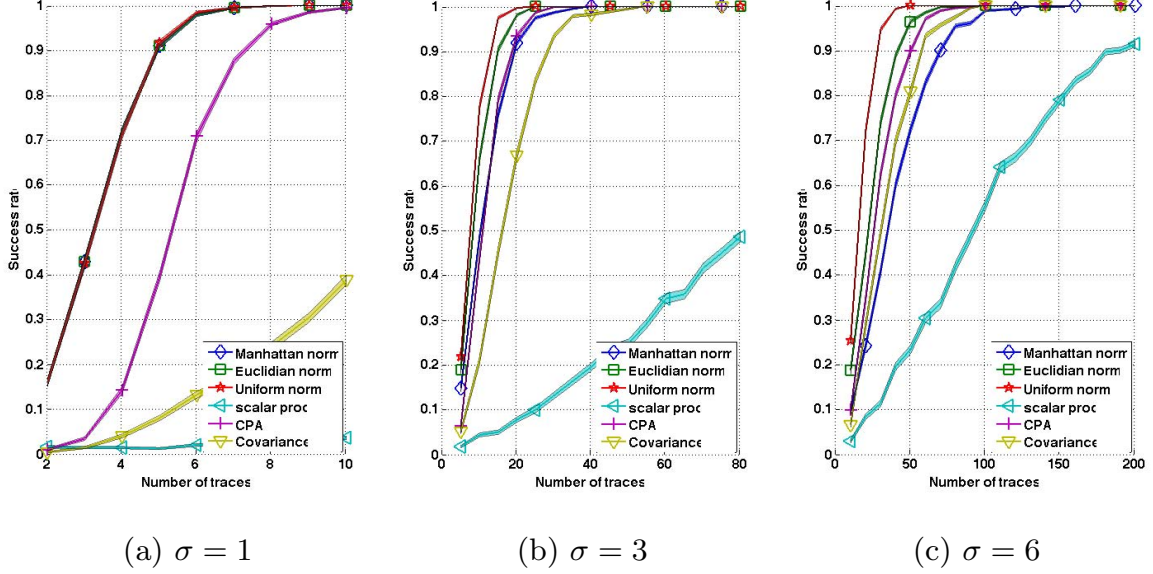 1
0.9
0.8
0.7
0.6
0.5
0.4
0.3
0.2
0.1
0
Success rat
2 4 6 8 10
Number of traces
Manhattan norm
Euclidian norm
Uniform norm
scalar proc
CPA
Covariance
(a) σ = 1
1
0.9
0.8
0.7
0.6
0.5
0.4
0.3
0.2
0.1
0
Success rat
0 20 40 60 80
Number of traces
Manhattan norm
Euclidian norm
Uniform norm
scalar proc
CPA
Covariance
(b) σ = 3
1
0.9
0.8
0.7
0.6
0.5
0.4
0.3
0.2
0.1
0
Success rat
0 50 100 150 200
Number of traces
Manhattan norm
Euclidian norm
Uniform norm
scalar proc
CPA
Covariance
(c) σ = 6